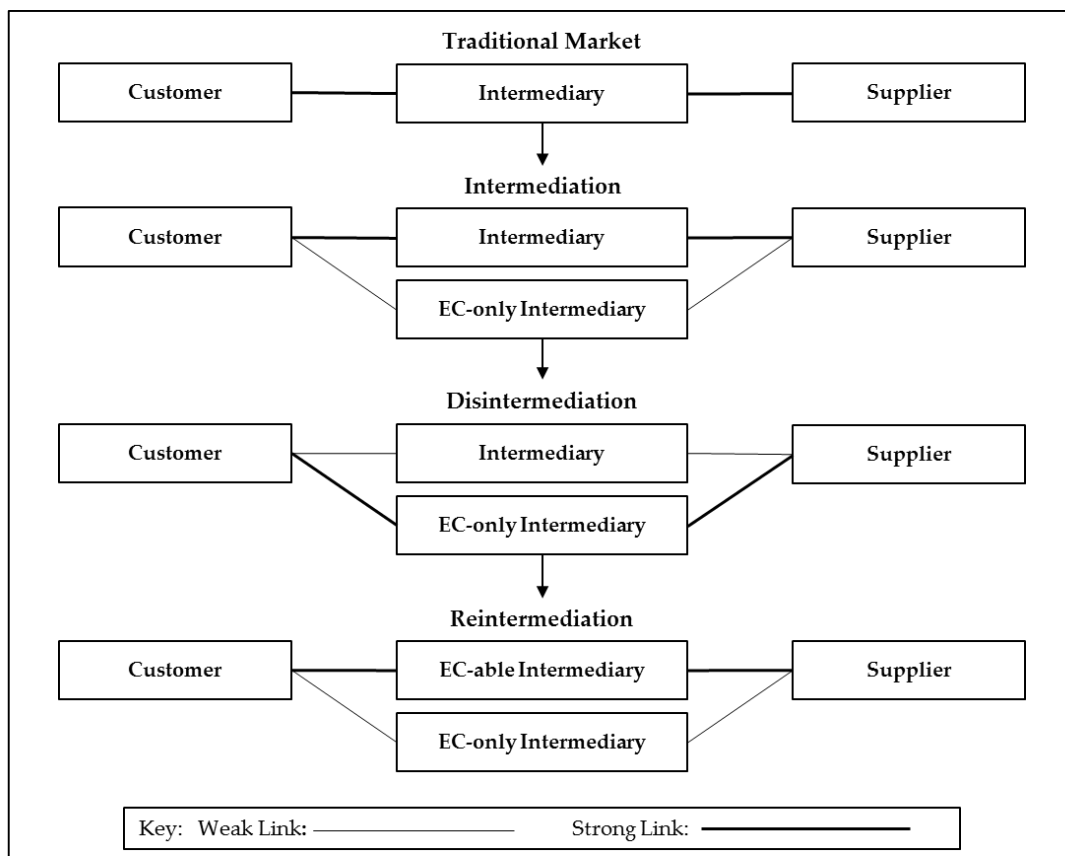 Traditional Market
Customer Intermediary Supplier
Intermediation
Customer Intermediary Supplier
EC-only Intermediary
Disintermediation
Customer Intermediary Supplier
EC-only Intermediary
Reintermediation
Customer EC-able Intermediary Supplier
EC-only Intermediary
Key: Weak Link: Strong Link: